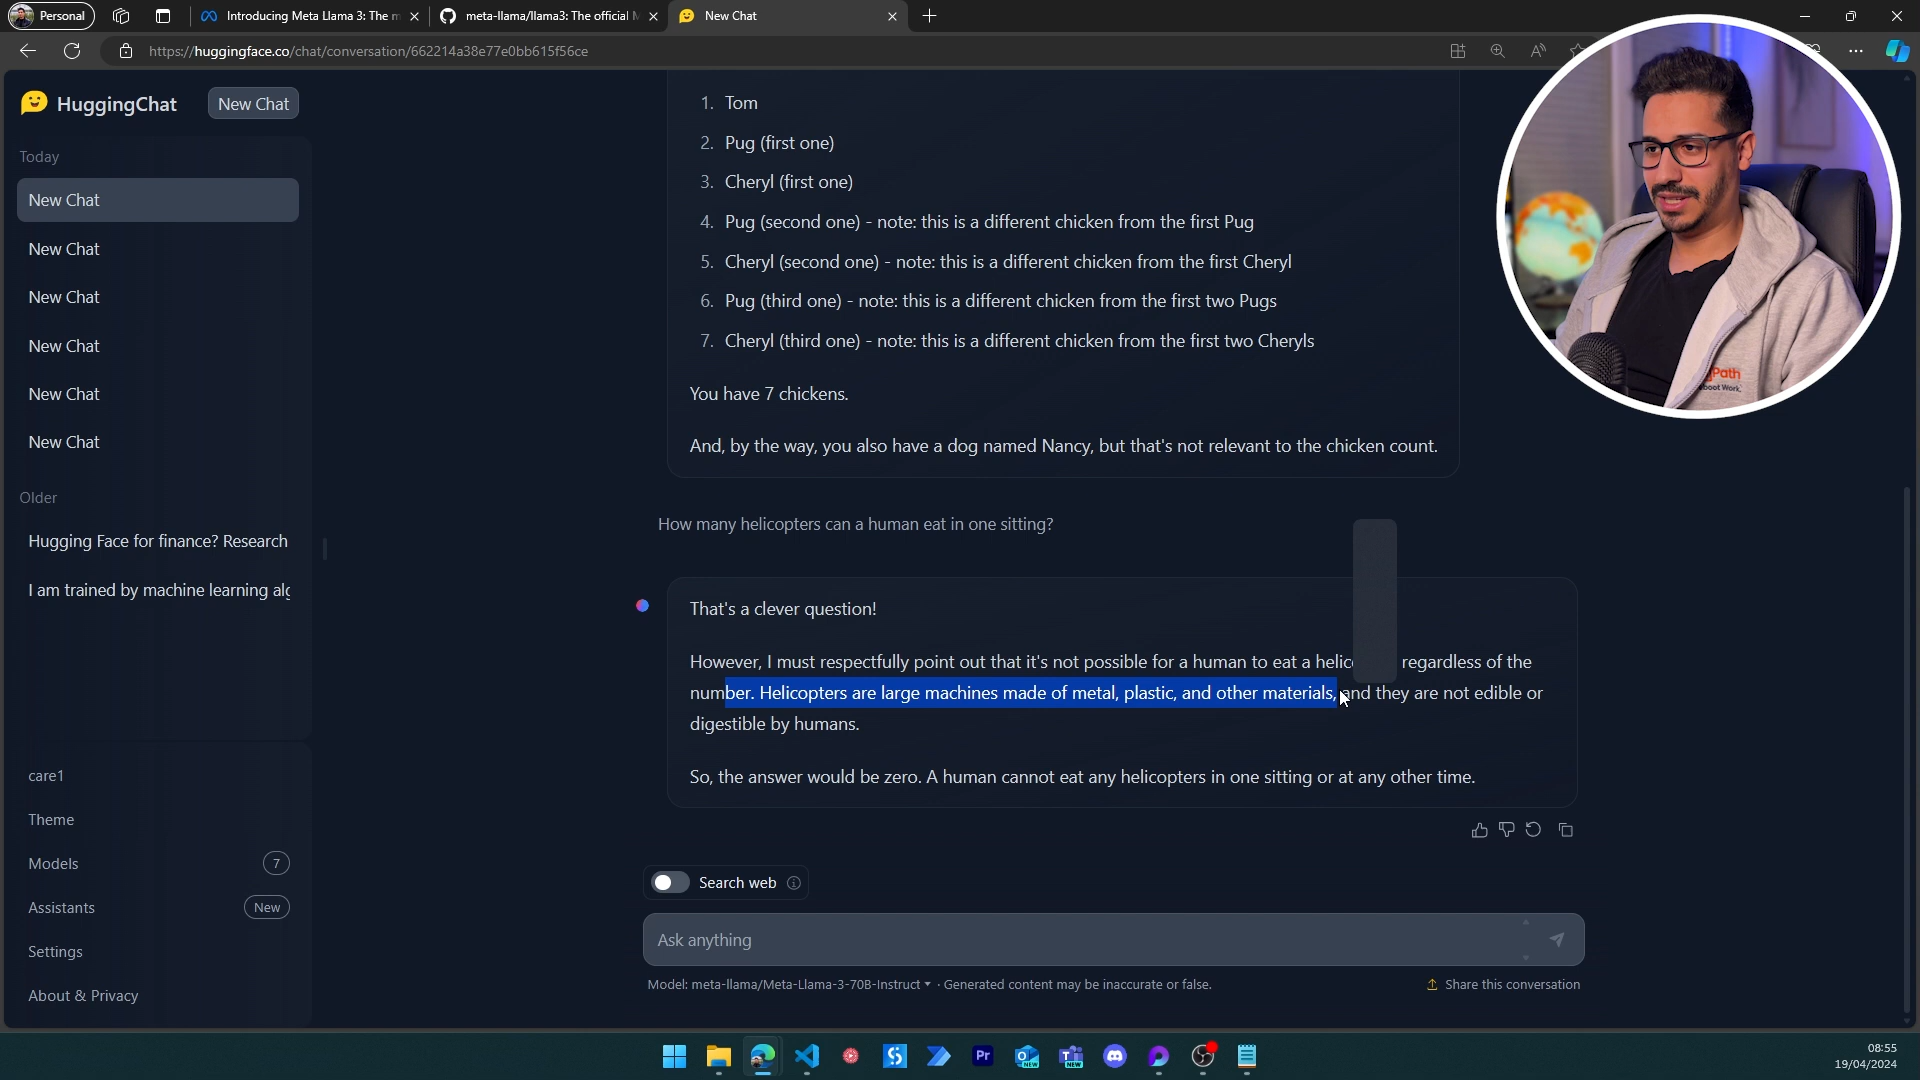 Personal
Introducing Meta Llama 3: The m
meta-llama/llama3: The official M
New Chat
https://huggingface.co/chat/conversation/662214a38e77e0bb615f56ce
HuggingChat
New Chat
Today
New Chat
New Chat
New Chat
New Chat
New Chat
New Chat
Older
Hugging Face for finance? Research
I am trained by machine learning alg
care1
Theme
Models 7
Assistants New
Settings
About & Privacy
1. Tom
2. Pug (first one)
3. Cheryl (first one)
4. Pug (second one) - note: this is a different chicken from the first Pug
5. Cheryl (second one) - note: this is a different chicken from the first Cheryl
6. Pug (third one) - note: this is a different chicken from the first two Pugs
7. Cheryl (third one) - note: this is a different chicken from the first two Cheryls
You have 7 chickens.
And, by the way, you also have a dog named Nancy, but that's not relevant to the chicken count.
How many helicopters can a human eat in one sitting?
That's a clever question!
However, I must respectfully point out that it's not possible for a human to eat a helic regardless of the
number. Helicopters are large machines made of metal, plastic, and other materials, and they are not edible or
digestible by humans.
So, the answer would be zero. A human cannot eat any helicopters in one sitting or at any other time.
Search web
Ask anything
Model: meta-llama/Meta-Llama-3-70B-Instruct · Generated content may be inaccurate or false.
Share this conversation
Path
boot Work.
Pr
NEW
NEW
08:55
19/04/2024